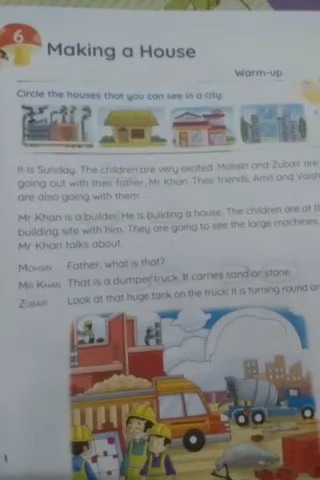 6
Making a House
Warm-up
Circle the houses that you can see in a city.
It is Sunday. The children are very excited. Mohsin and Zubair are
going out with their father, Mr Khan. Their friends, Amit and
are also going with them.
Mr Khan is a builder. He is building a house. The children are at
building site with him. They are going to see the large machines
Mr Khan talks about.
MOHSIN Father, what is that?
MR KHAN That is a dumper truck. It carries sand or stone.
ZUBAIR Look at that huge tank on the truck! It is turning round